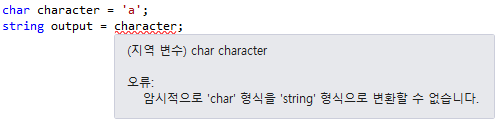 char character = 'a';
string output = character;
(지역 변수) char character
오류:
암시적으로 'char' 형식을 'string' 형식으로 변환할 수 없습니다.